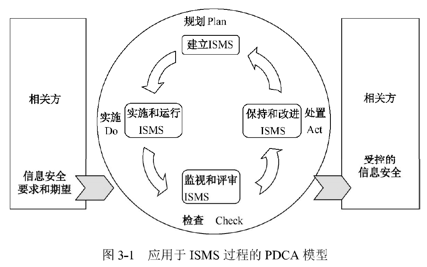 规划 Plan
建立ISMS
相关方
信息安全
要求和期望
实施
Do
实施和运行
ISMS
保持和改进
ISMS
处置
Act
监视和评审
ISMS
检查 Check
相关方
受控的
信息安全
图 3-1 应用于 ISMS 过程的 PDCA 模型